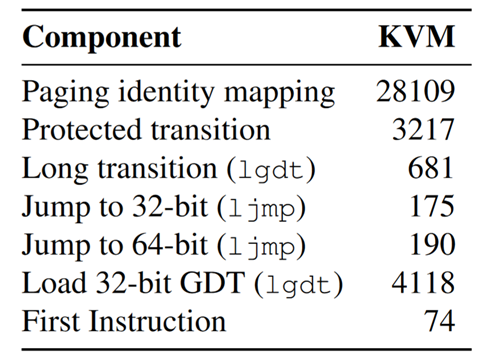 Component KVM
Paging identity mapping 28109
Protected transition 3217
Long transition (lgdt) 681
Jump to 32-bit (ljmp) 175
Jump to 64-bit (ljmp) 190
Load 32-bit GDT (lgdt) 4118
First Instruction 74